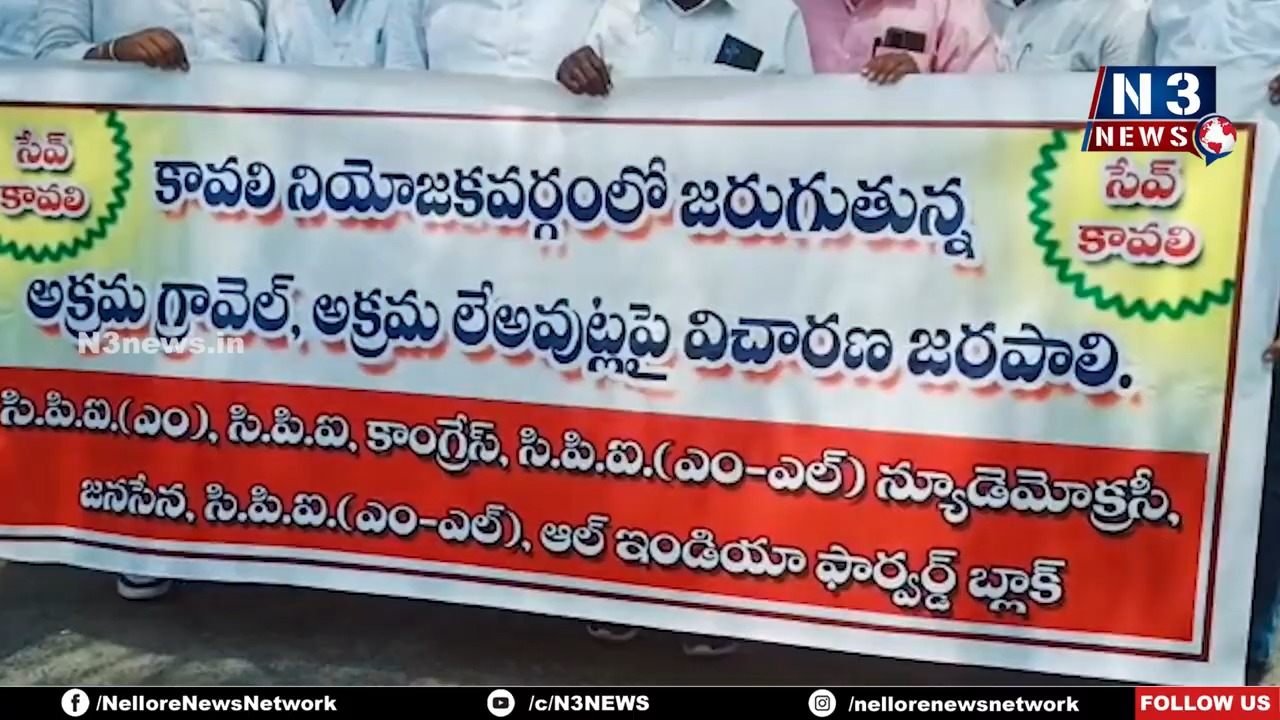 N3
NEWS
సేవ్
కావలి
సేవ్
కావలి
కావలి నియోజకవర్గంలో జరుగుతున్న
అక్రమ గ్రావెల్, అక్రమ లేఅవుట్లపై విచారణ జరపాలి.
N3news.in
సి.పి.ఐ.(ఎం), సి.పి.ఐ, కాంగ్రేస్, సి.పి.ఐ.(ఎం-ఎల్) న్యూడెమోక్రసీ,
జనసేన, సి.పి.ఐ.(ఎం-ఎల్), ఆల్ ఇండియా ఫార్వర్డ్ బ్లాక్
/NelloreNewsNetwork
/c/N3NEWS
/nellorenewsnetwork
FOLLOW US